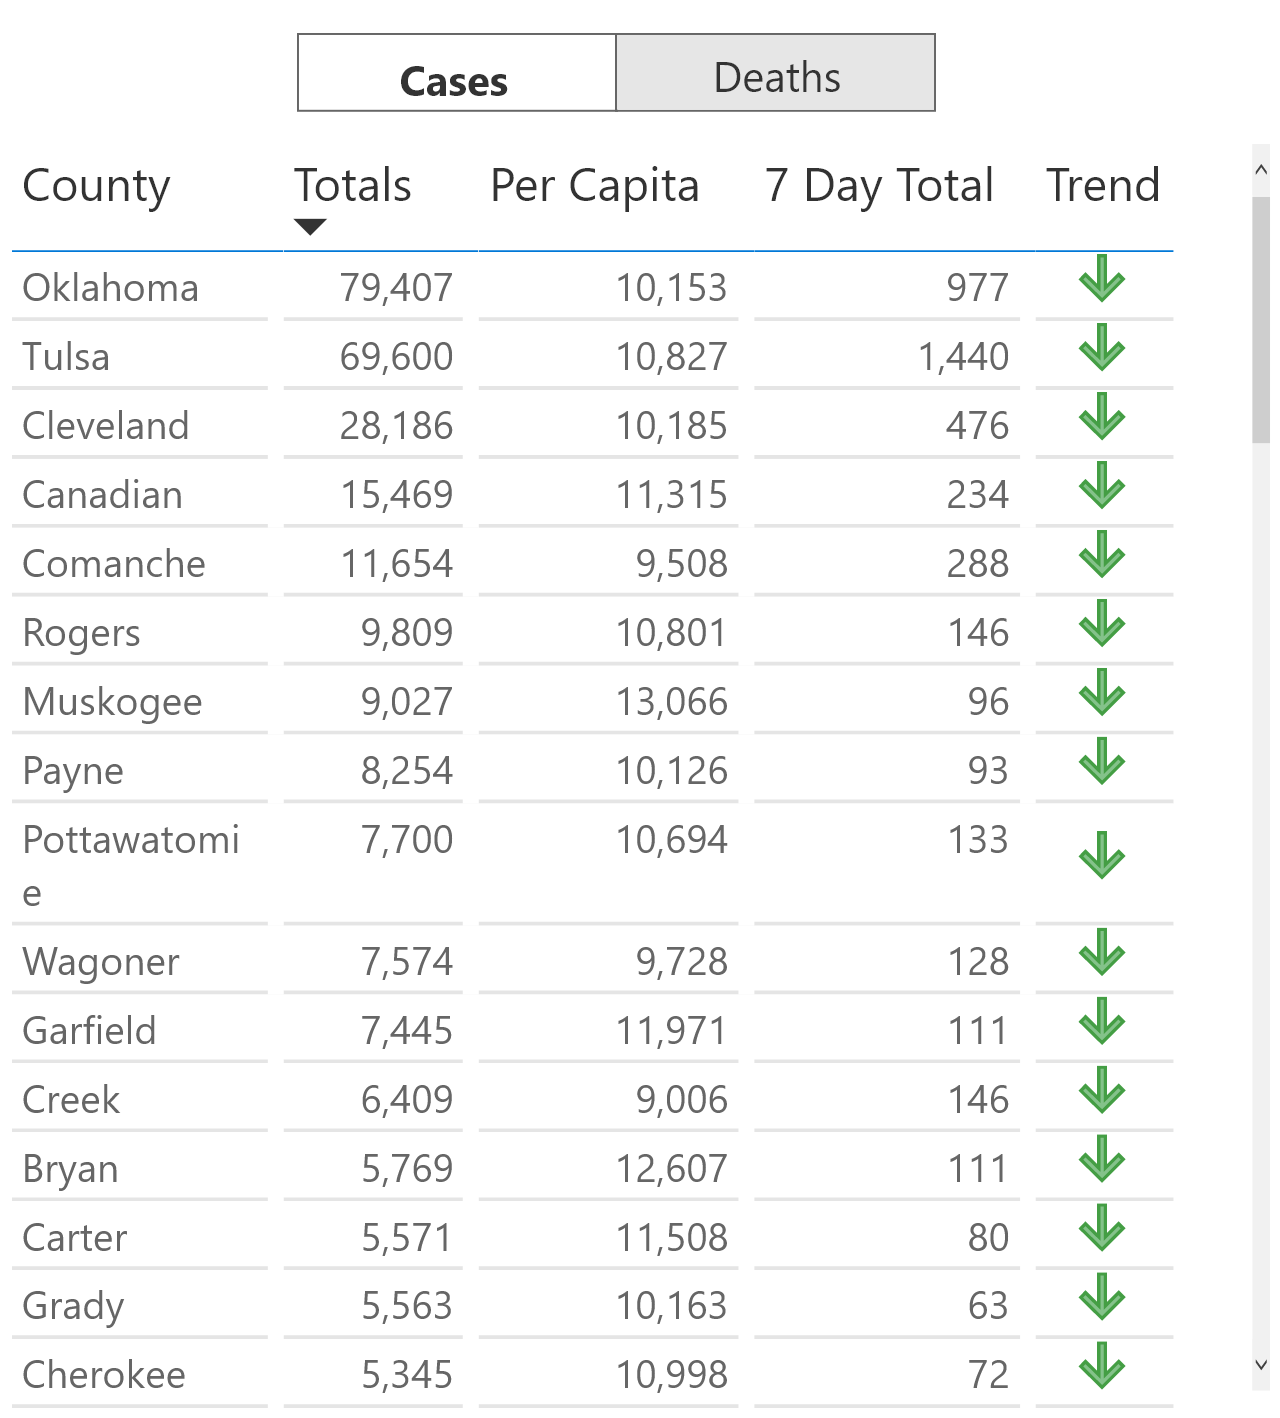 Cases Deaths
County Totals Per Capita 7 Day Total Trend
Oklahoma 79,407 10,153 977
Tulsa 69,600 10,827 1,440
Cleveland 28,186 10,185 476
Canadian 15,469 11,315 234
Comanche 11,654 9,508 288
Rogers 9,809 10,801 146
Muskogee 9,027 13,066 96
Payne 8,254 10,126 93
Pottawatomi 7,700 10,694 133
e
Wagoner 7,574 9,728 128
Garfield 7,445 11,971 111
Creek 6,409 9,006 146
Bryan 5,769 12,607 111
Carter 5,571 11,508 80
Grady 5,563 10,163 63
Cherokee 5,345 10,998 72